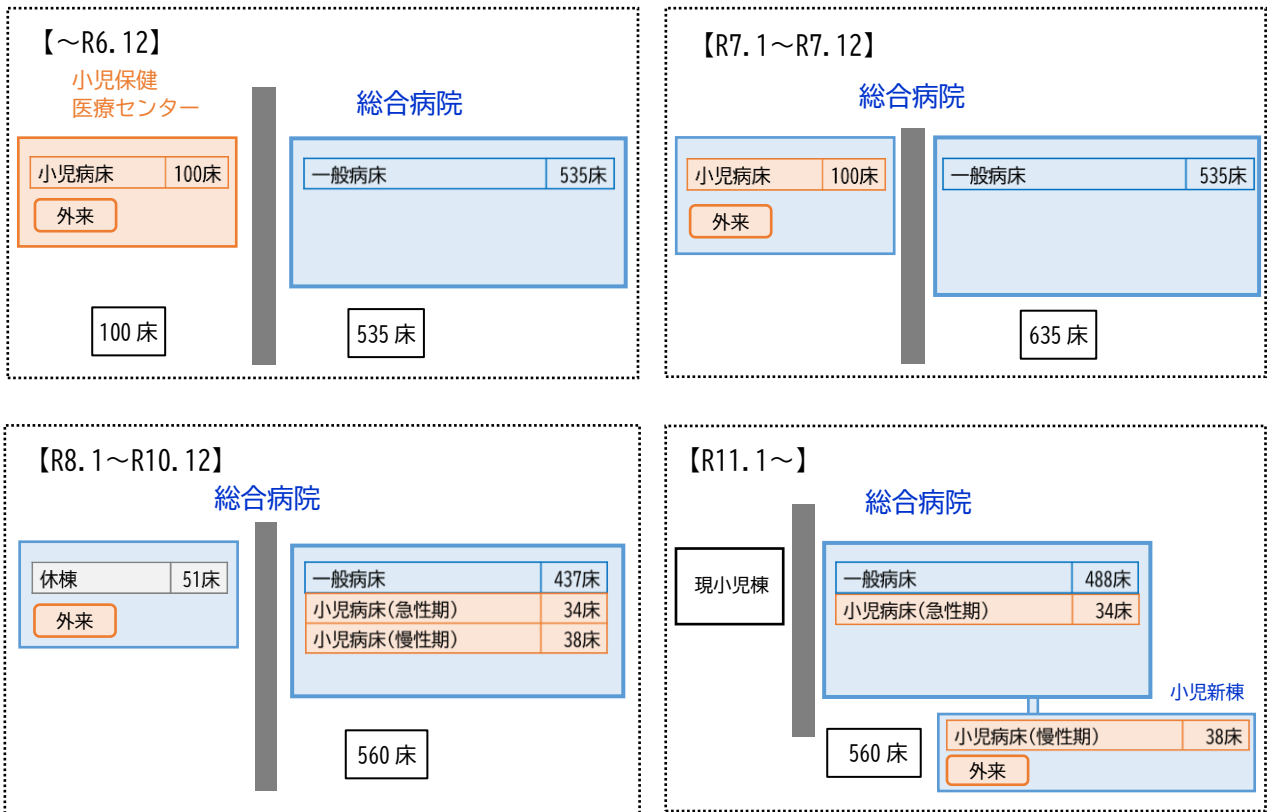 【～R6.12】
小児保健
医療センター
総合病院
小児病床 100床
外来
一般病床 535床
100床
535床
【R7.1～R7.12】
総合病院
小児病床 100床
外来
一般病床 535床
635床
【R8.1～R10.12】
総合病院
休棟 51床
外来
一般病床 437床
小児病床(急性期) 34床
小児病床(慢性期) 38床
560床
【R11.1～】
総合病院
現小児棟
一般病床 488床
小児病床(急性期) 34床
小児新棟
小児病床(慢性期) 38床
外来
560床